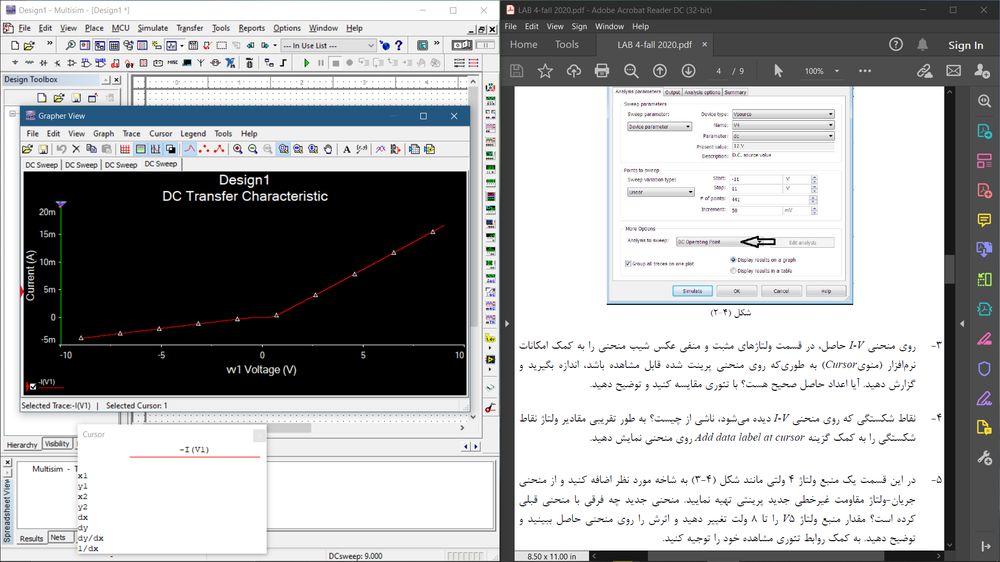 Design1 - Multisim - [Design1 *]
File Edit View Place MCU Simulate Transfer Tools Reports Options Window Help
--- In Use List ---
MISC
Design Toolbox
0 1 2 3 4
Grapher View
File Edit View Graph Trace Cursor Legend Tools Help
DC Sweep DC Sweep DC Sweep DC Sweep
Design1
DC Transfer Characteristic
Current (A)
20m
15m
10m
5m
0
-5m
-10 -5 0 5 10
vv1 Voltage (V)
-I(V1)
Selected Trace:-I(V1) | Selected Cursor: 1
Hierarchy Visibility
Cursor
-I(V1)
x1
y1
x2
y2
dx
dy
dy/dx
1/dx
Spreadsheet View
Multisim - T
Results Nets
-
DCsweep: 9.000
LAB 4-fall 2020.pdf - Adobe Acrobat Reader DC (32-bit)
File Edit View Sign Window Help
Home Tools LAB 4-fall 2020.pdf × Sign In
4 / 9 100%
Analysis parameters Output Analysis options Summary
Sweep parameters
Sweep parameter: Device type: Vsource
Device parameter Name: V4
Parameter: dc
Present value: 12 V
Description: D.C. source value
Points to sweep
Sweep variation type: Start: -11 V
Linear Stop: 11 V
# of points: 441
Increment: 50 mV
More Options
Analysis to sweep: DC Operating Point Edit analysis
Group all traces on one plot Display results on a graph
Display results in a table
Simulate OK Cancel Help
شکل (۴-۲)
۳- روی منحنی I-V حاصل، در قسمت ولتاژهای مثبت و منفی عکس شیب منحنی را به کمک امکانات
نرم‌افزار (منوی Cursor) به طوری‌که روی منحنی پرینت شده قابل مشاهده باشد، اندازه بگیرید و
گزارش دهید. آیا اعداد حاصل صحیح هست؟ با تئوری مقایسه کنید و توضیح دهید.
۴- نقاط شکستگی که روی منحنی I-V دیده می‌شود، ناشی از چیست؟ به طور تقریبی مقادیر ولتاژ نقاط
شکستگی را به کمک گزینه Add data label at cursor روی منحنی نمایش دهید.
۵- در این قسمت یک منبع ولتاژ ۴ ولتی مانند شکل (۴-۳) به شاخه مورد نظر اضافه کنید و از منحنی
جریان-ولتاژ مقاومت غیرخطی جدید پرینتی تهیه نمایید. منحنی جدید چه فرقی با منحنی قبلی
کرده است؟ مقدار منبع ولتاژ V۵ را تا ۸ ولت تغییر دهید و اثرش را روی منحنی حاصل ببینید و
توضیح دهید. به کمک روابط تئوری مشاهده خود را توجیه کنید.
8.50 x 11.00 in